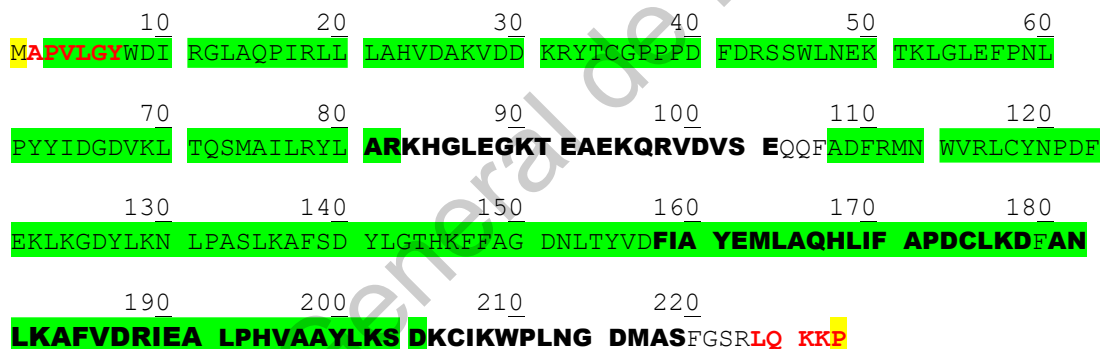 10 20 30 40 50 60
MAPVLGYWDI RGLAQPIRLL LAHVDAKVDD KRYTCGPPPD FDRSSWLNEK TKLGLEFPNL
70 80 90 100 110 120
PYYIDGDVKL TQSMAILRYL ARKHGLEGKT EAEKQRVDVS EQQFADFRMN WVRLCYNPDF
130 140 150 160 170 180
EKLKGDYLKN LPASLKAFSD YLGTHKFFAG DNLTYVDFIA YEMLAQHLIF APDCLKDFAN
190 200 210 220
LKAFVDRIEA LPHVAAYLKS DKCIKWPLNG DMASFGSRLQ KKP
General de